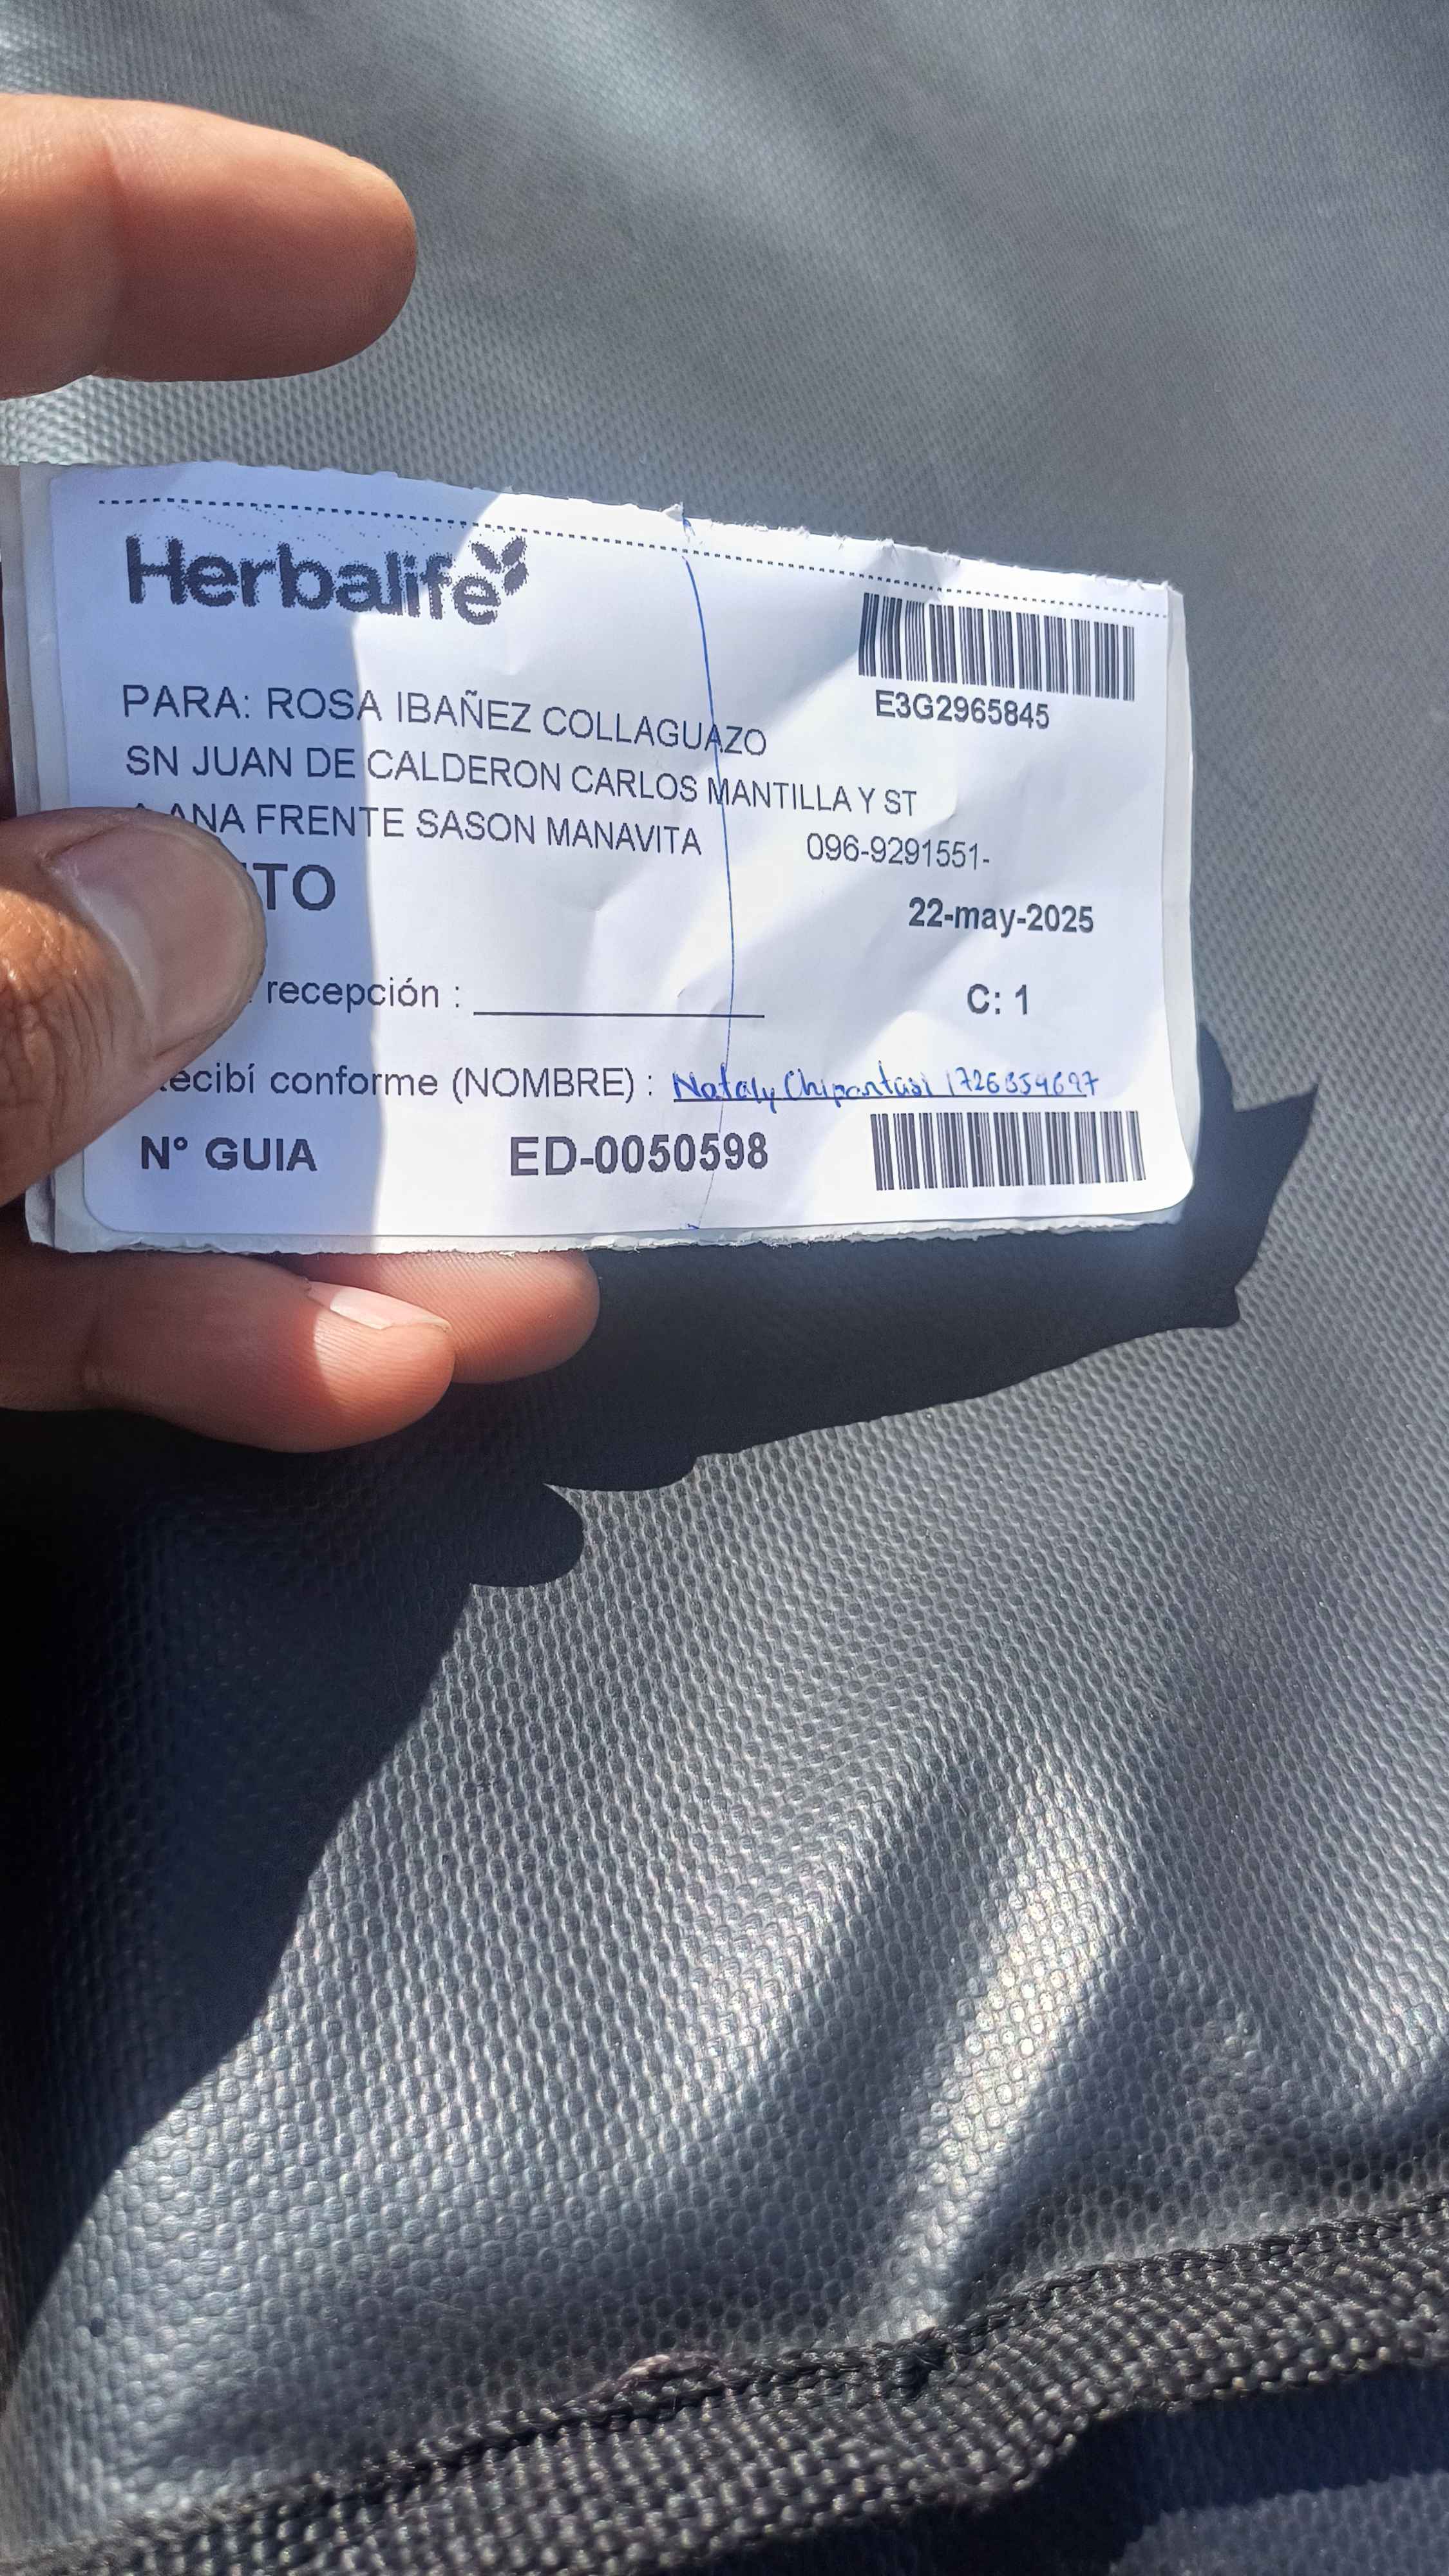 Herbalife
E3G2965845
PARA: ROSA IBAÑEZ COLLAGUAZO
SN JUAN DE CALDERON CARLOS MANTILLA Y ST
ANA FRENTE SASON MANAVITA 096-9291551-
TO
22-may-2025
recepción :
C: 1
ecibí conforme (NOMBRE) : Nataly Chipantasi 1726354697
N° GUIA ED-0050598